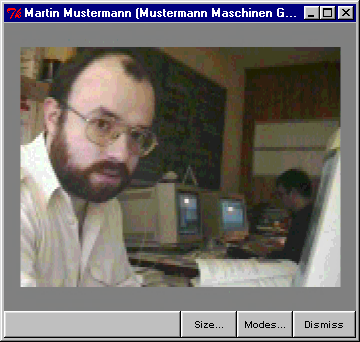 Martin Mustermann (Mustermann Maschinen G...
Size...
Modes...
Dismiss